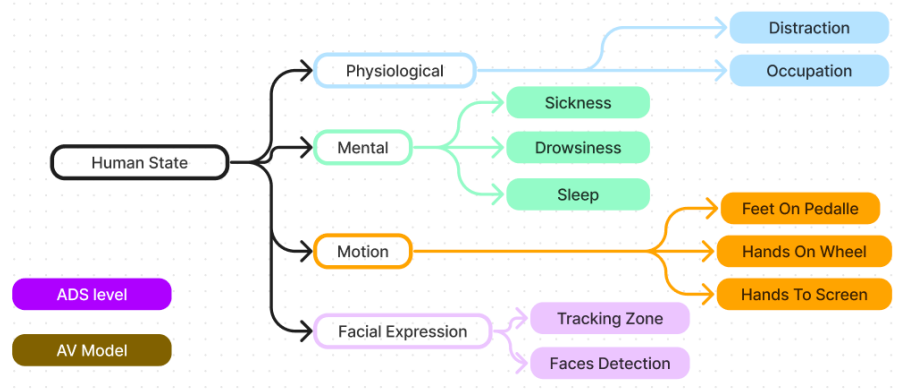 Distraction
Physiological
Occupation
Sickness
Mental
Drowsiness
Human State
Sleep
Feet On Pedalle
Motion
Hands On Wheel
ADS level
Hands To Screen
Facial Expression
Tracking Zone
AV Model
Faces Detection